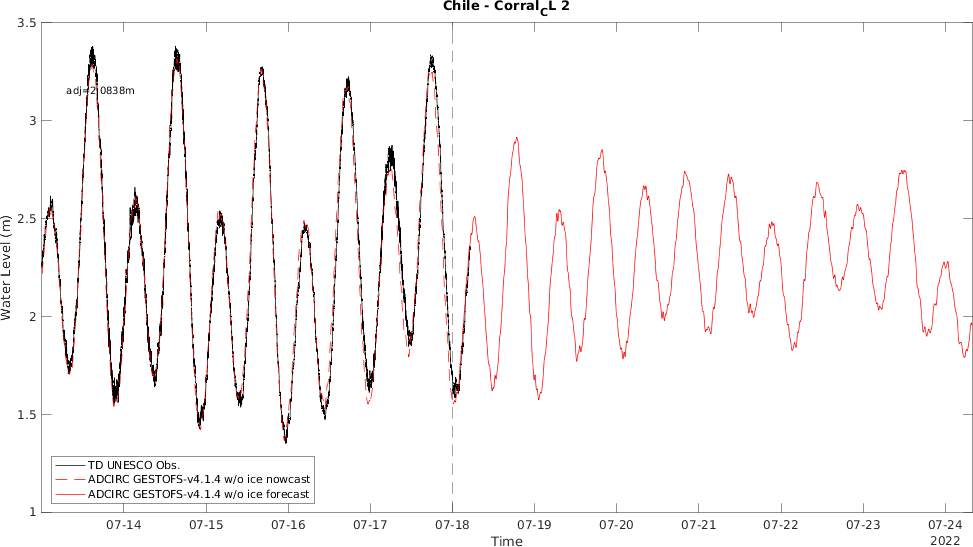 Chile - Corral_CL 2
3.5
3
2.5
2
1.5
1
Water Level (m)
adj=2.0838m
TD UNESCO Obs.
ADCIRC GESTOFS-v4.1.4 w/o ice nowcast
ADCIRC GESTOFS-v4.1.4 w/o ice forecast
07-14 07-15 07-16 07-17 07-18 07-19 07-20 07-21 07-22 07-23 07-24
Time
2022